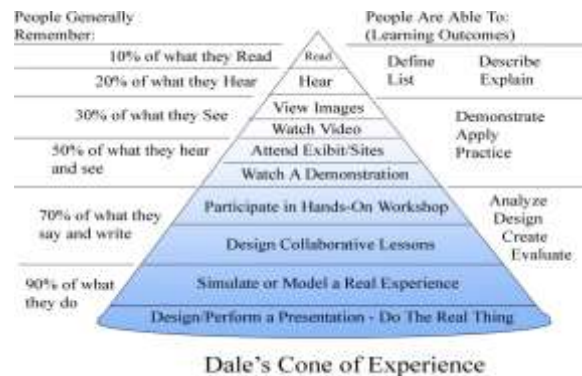 People Generally
Remember:
People Are Able To:
(Learning Outcomes)
10% of what they Read
Read
Define
Describe
List
Explain
20% of what they Hear
Hear
30% of what they See
View Images
Watch Video
Demonstrate
Apply
Practice
50% of what they hear
and see
Attend Exibit/Sites
Watch A Demonstration
70% of what they
say and write
Participate in Hands-On Workshop
Design Collaborative Lessons
Analyze
Design
Create
Evaluate
90% of what
they do
Simulate or Model a Real Experience
Design/Perform a Presentation - Do The Real Thing
Dale's Cone of Experience